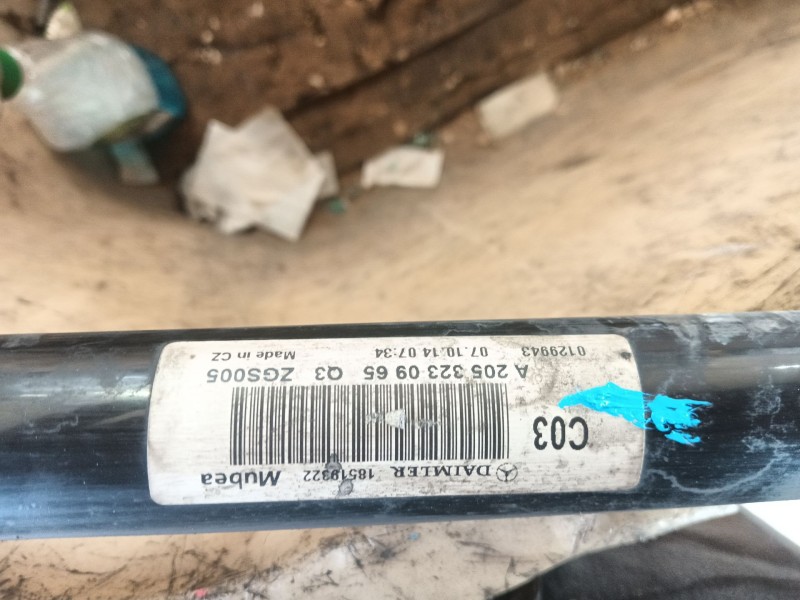 DAIMLER 18519322 Mubea
C03
A 205 323 09 65 Q3 ZGS005
0129943 07.10.14 07:34 Made in CZ